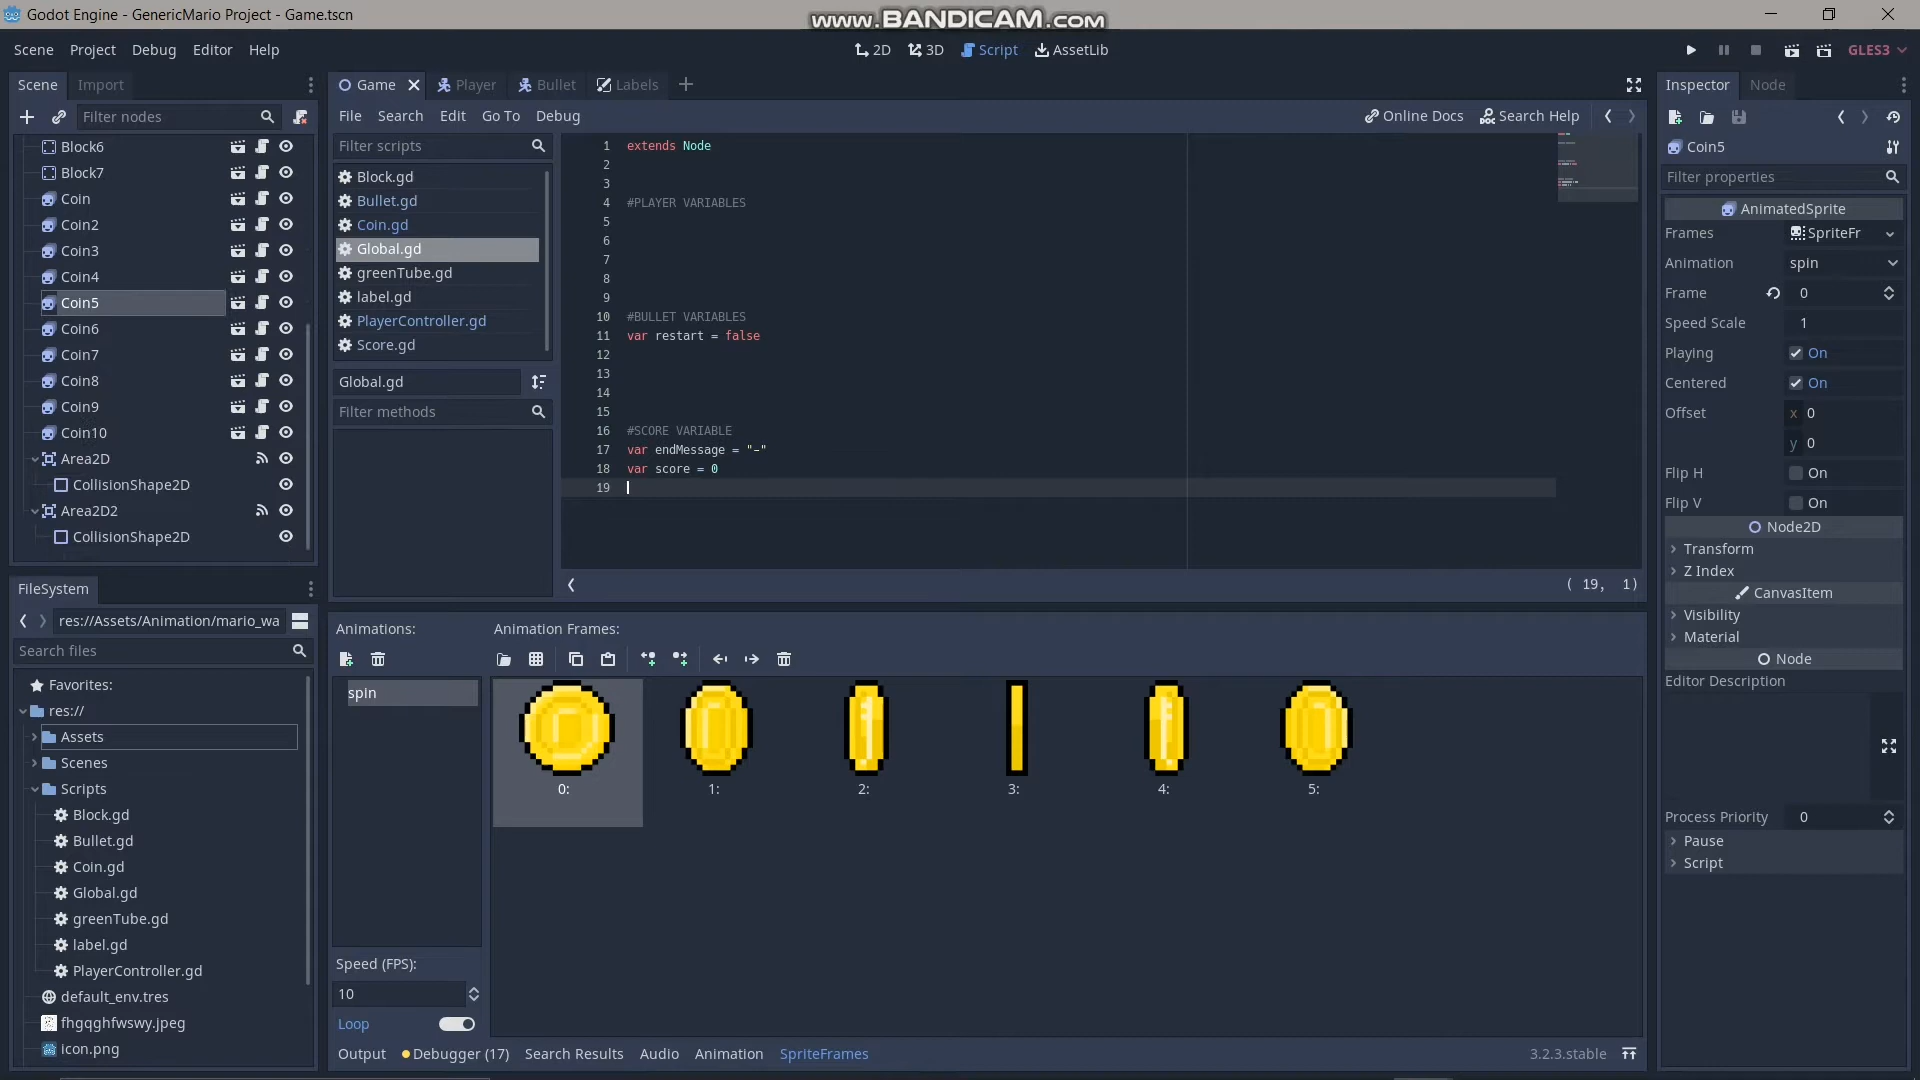 Godot Engine - GenericMario Project - Game.tscn
www.BANDICAM.com
Scene Project Debug Editor Help
2D 3D Script AssetLib
GLES3
Scene Import
Game Player Bullet Labels
Inspector Node
Filter nodes
File Search Edit Go To Debug
Online Docs Search Help
Block6
Block7
Coin
Coin2
Coin3
Coin4
Coin5
Coin6
Coin7
Coin8
Coin9
Coin10
Area2D
CollisionShape2D
Area2D2
CollisionShape2D
Filter scripts
Block.gd
Bullet.gd
Coin.gd
Global.gd
greenTube.gd
label.gd
PlayerController.gd
Score.gd
Global.gd
Filter methods
1 extends Node
2
3
4 #PLAYER VARIABLES
5
6
7
8
9
10 #BULLET VARIABLES
11 var restart = false
12
13
14
15
16 #SCORE VARIABLE
17 var endMessage = "-"
18 var score = 0
19
( 19, 1)
Coin5
Filter properties
AnimatedSprite
Frames SpriteFr
Animation spin
Frame 0
Speed Scale 1
Playing On
Centered On
Offset x 0
y 0
Flip H On
Flip V On
Node2D
Transform
Z Index
CanvasItem
Visibility
Material
Node
Editor Description
Process Priority 0
Pause
Script
FileSystem
res://Assets/Animation/mario_wa
Search files
Favorites:
res://
Assets
Scenes
Scripts
Block.gd
Bullet.gd
Coin.gd
Global.gd
greenTube.gd
label.gd
PlayerController.gd
default_env.tres
fhgqghfwswy.jpeg
icon.png
Animations:
Animation Frames:
spin
0: 1: 2: 3: 4: 5:
Speed (FPS):
10
Loop
Output Debugger (17) Search Results Audio Animation SpriteFrames
3.2.3.stable